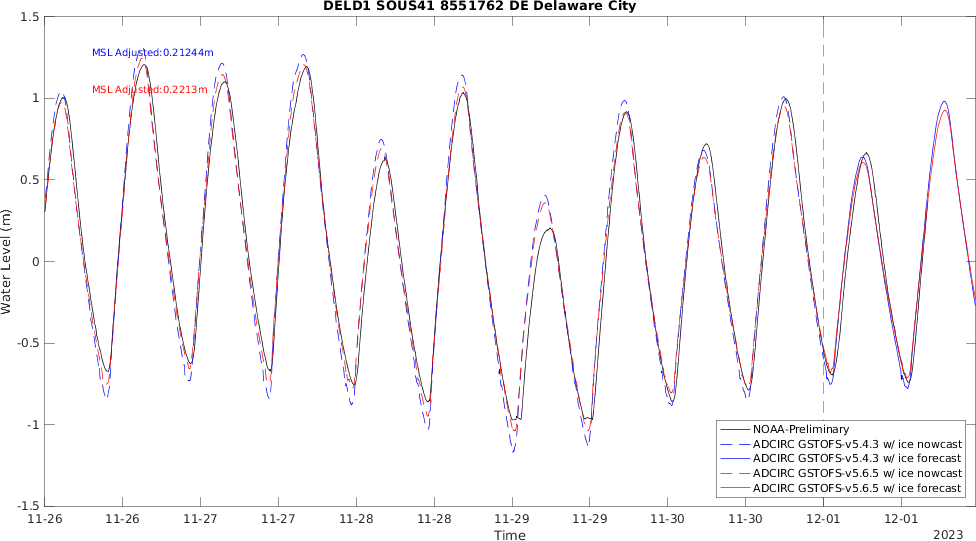 DELD1 SOUS41 8551762 DE Delaware City
1.5
1
0.5
0
-0.5
-1
-1.5
Water Level (m)
MSL Adjusted:0.21244m
MSL Adjusted:0.2213m
NOAA-Preliminary
ADCIRC GSTOFS-v5.4.3 w/ ice nowcast
ADCIRC GSTOFS-v5.4.3 w/ ice forecast
ADCIRC GSTOFS-v5.6.5 w/ ice nowcast
ADCIRC GSTOFS-v5.6.5 w/ ice forecast
11-26 11-26 11-27 11-27 11-28 11-28 11-29 11-29 11-30 11-30 12-01 12-01
Time
2023